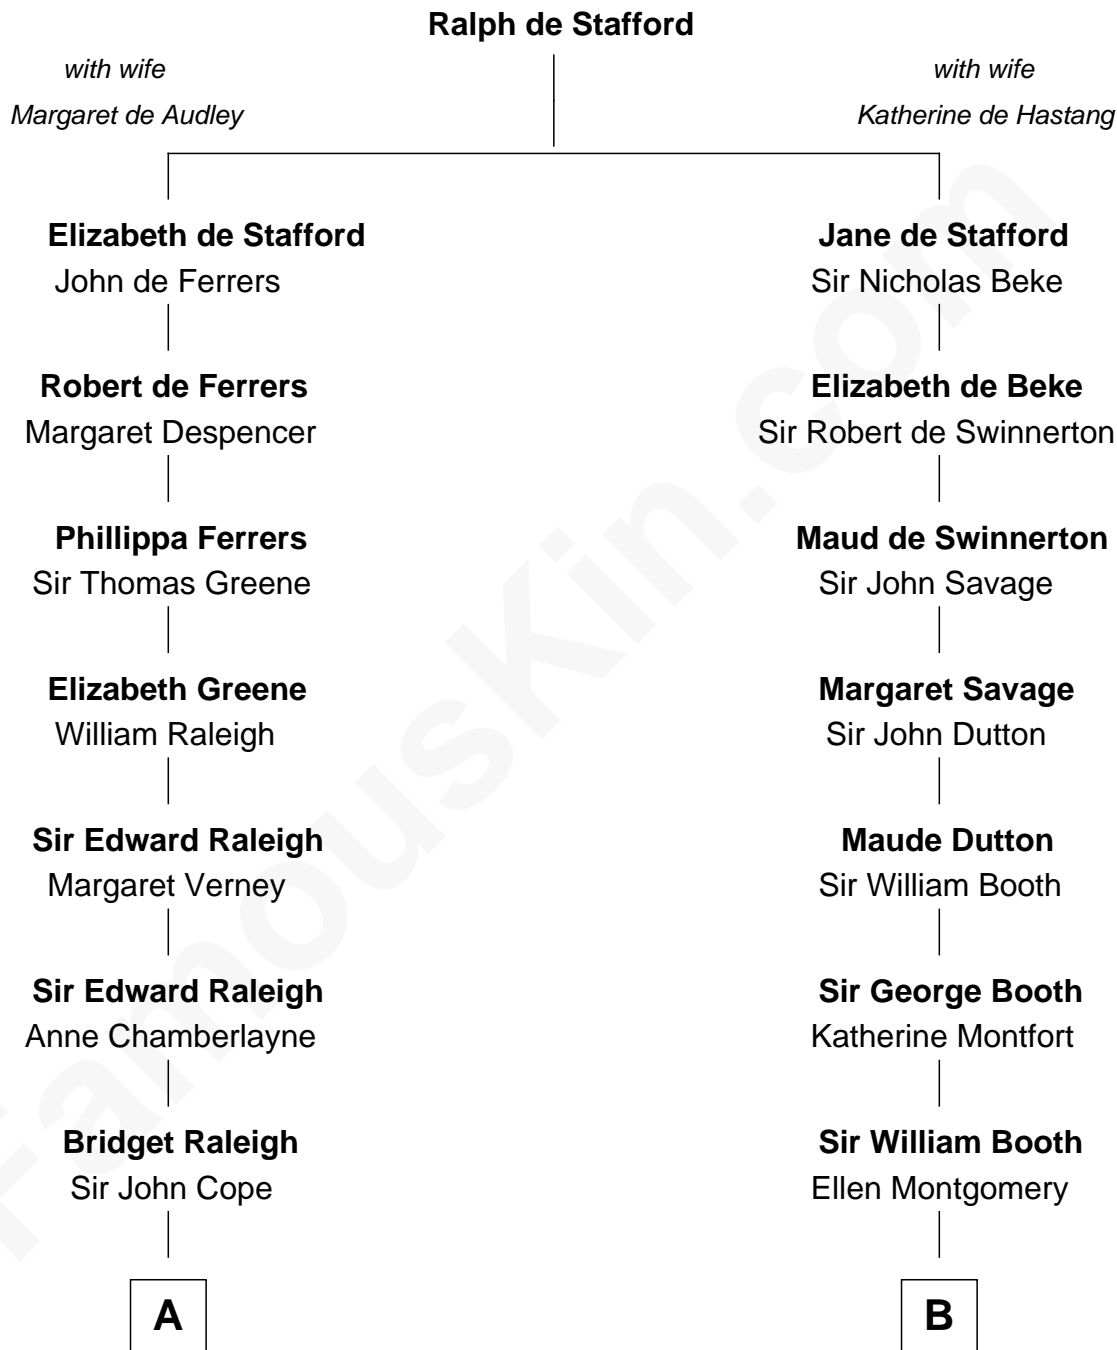 Ralph de Stafford
with wife
Margaret de Audley
with wife
Katherine de Hastang
Elizabeth de Stafford
John de Ferrers
Jane de Stafford
Sir Nicholas Beke
Robert de Ferrers
Margaret Despencer
Elizabeth de Beke
Sir Robert de Swinnerton
Phillippa Ferrers
Sir Thomas Greene
Maud de Swinnerton
Sir John Savage
Elizabeth Greene
William Raleigh
Margaret Savage
Sir John Dutton
Sir Edward Raleigh
Margaret Verney
Maude Dutton
Sir William Booth
Sir Edward Raleigh
Anne Chamberlayne
Sir George Booth
Katherine Montfort
Bridget Raleigh
Sir John Cope
Sir William Booth
Ellen Montgomery
A
B
FamousKin.com